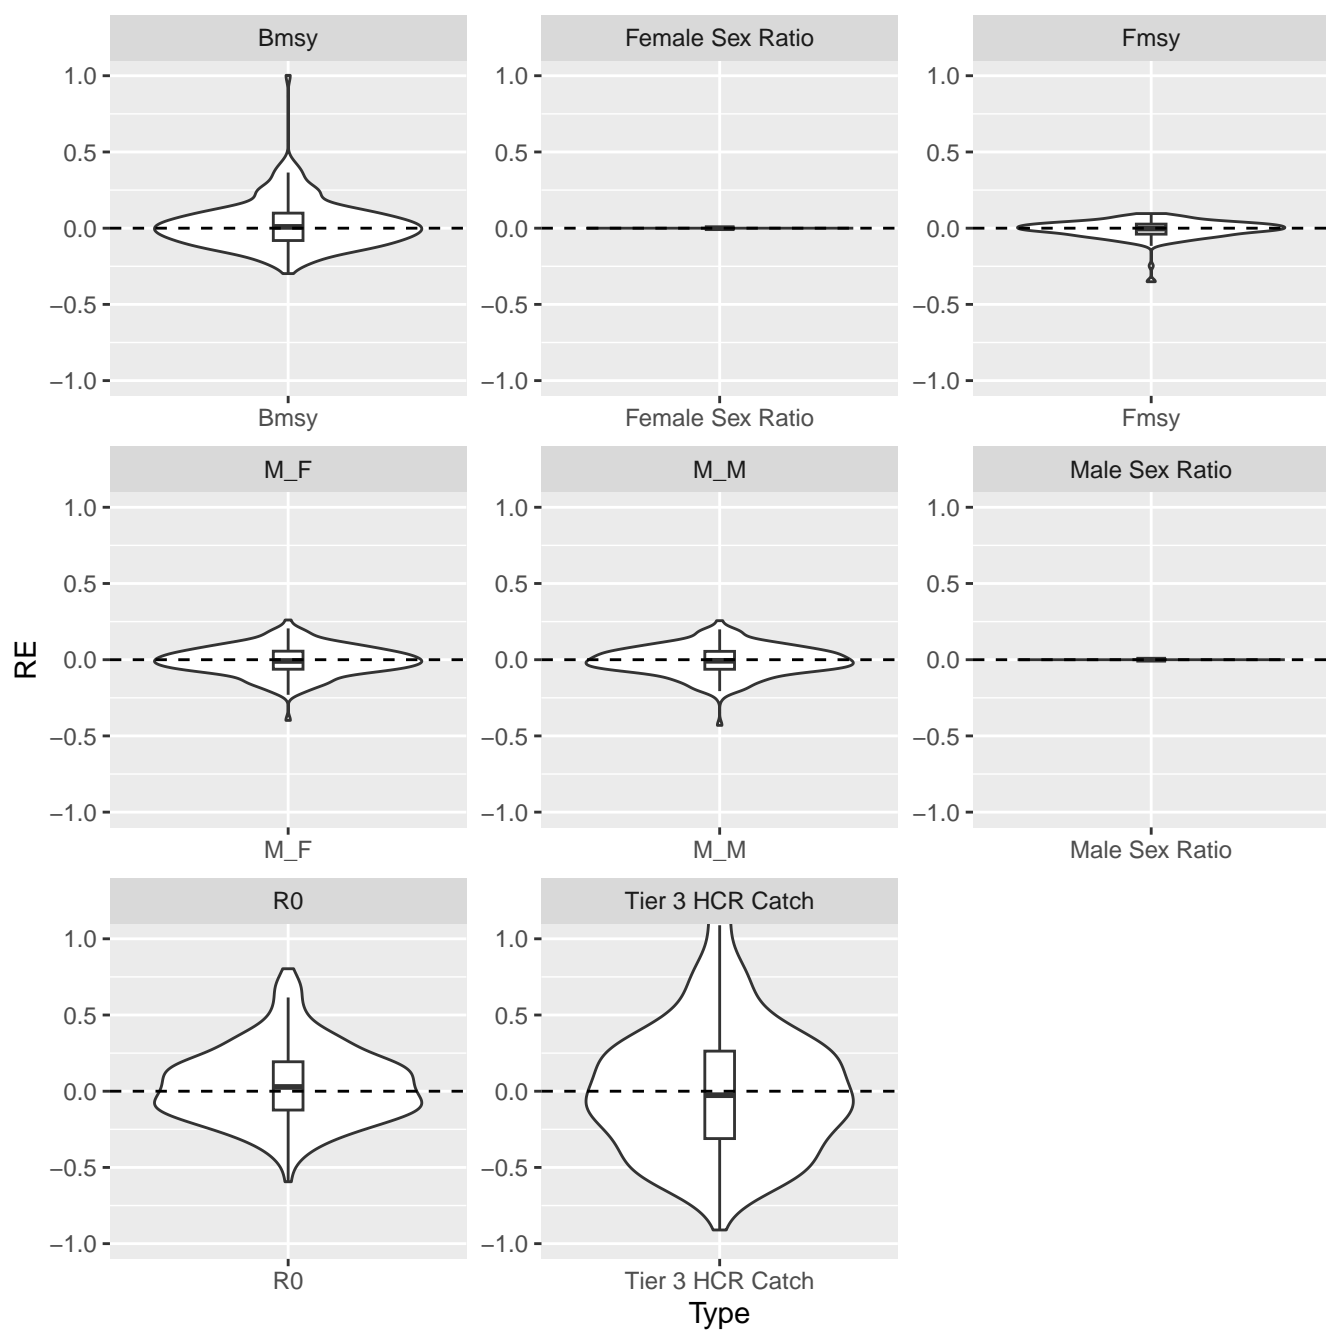 Bmsy Female Sex Ratio Fmsy
1.0 1.0 1.0
0.5 0.5 0.5
0.0 0.0 0.0
−0.5 −0.5 −0.5
−1.0 −1.0 −1.0
Bmsy Female Sex Ratio Fmsy
M_F M_M Male Sex Ratio
1.0 1.0 1.0
0.5 0.5 0.5
RE
0.0 0.0 0.0
−0.5 −0.5 −0.5
−1.0 −1.0 −1.0
M_F M_M Male Sex Ratio
R0 Tier 3 HCR Catch
1.0 1.0
0.5 0.5
0.0 0.0
−0.5 −0.5
−1.0 −1.0
R0 Tier 3 HCR Catch
Type